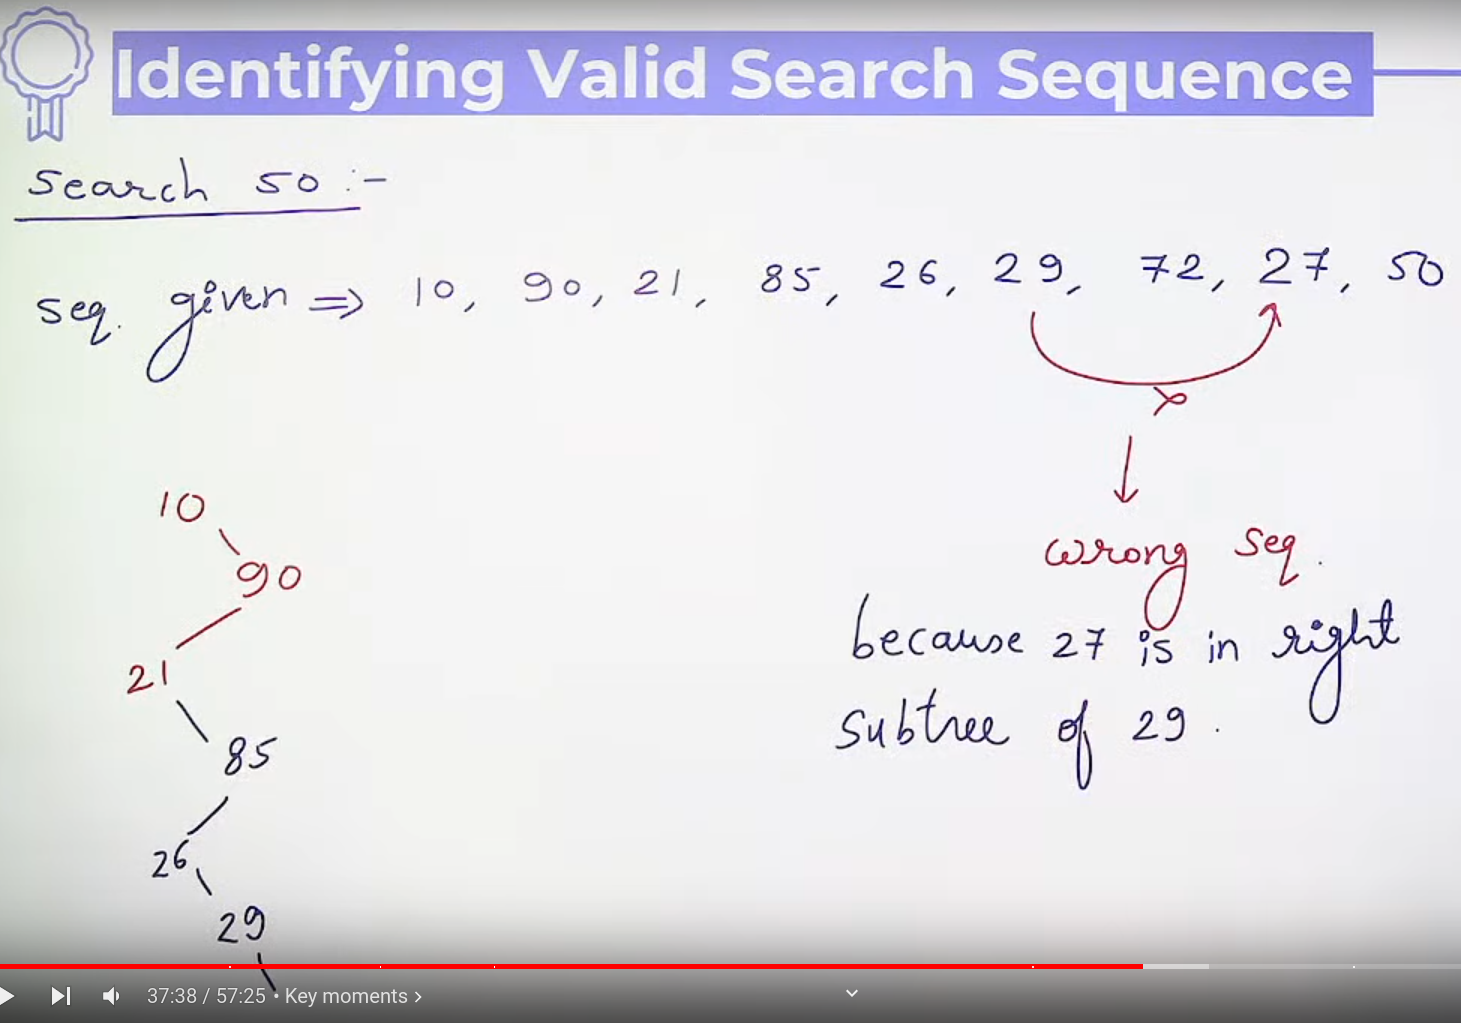 Identifying Valid Search Sequence
Search 50 :-
seq. given ⇒ 10, 90, 21, 85, 26, 29, 72, 27, 50
10
90
21
85
26
29
wrong seq.
because 27 is in right
subtree of 29.
37:38 / 57:25 • Key moments >